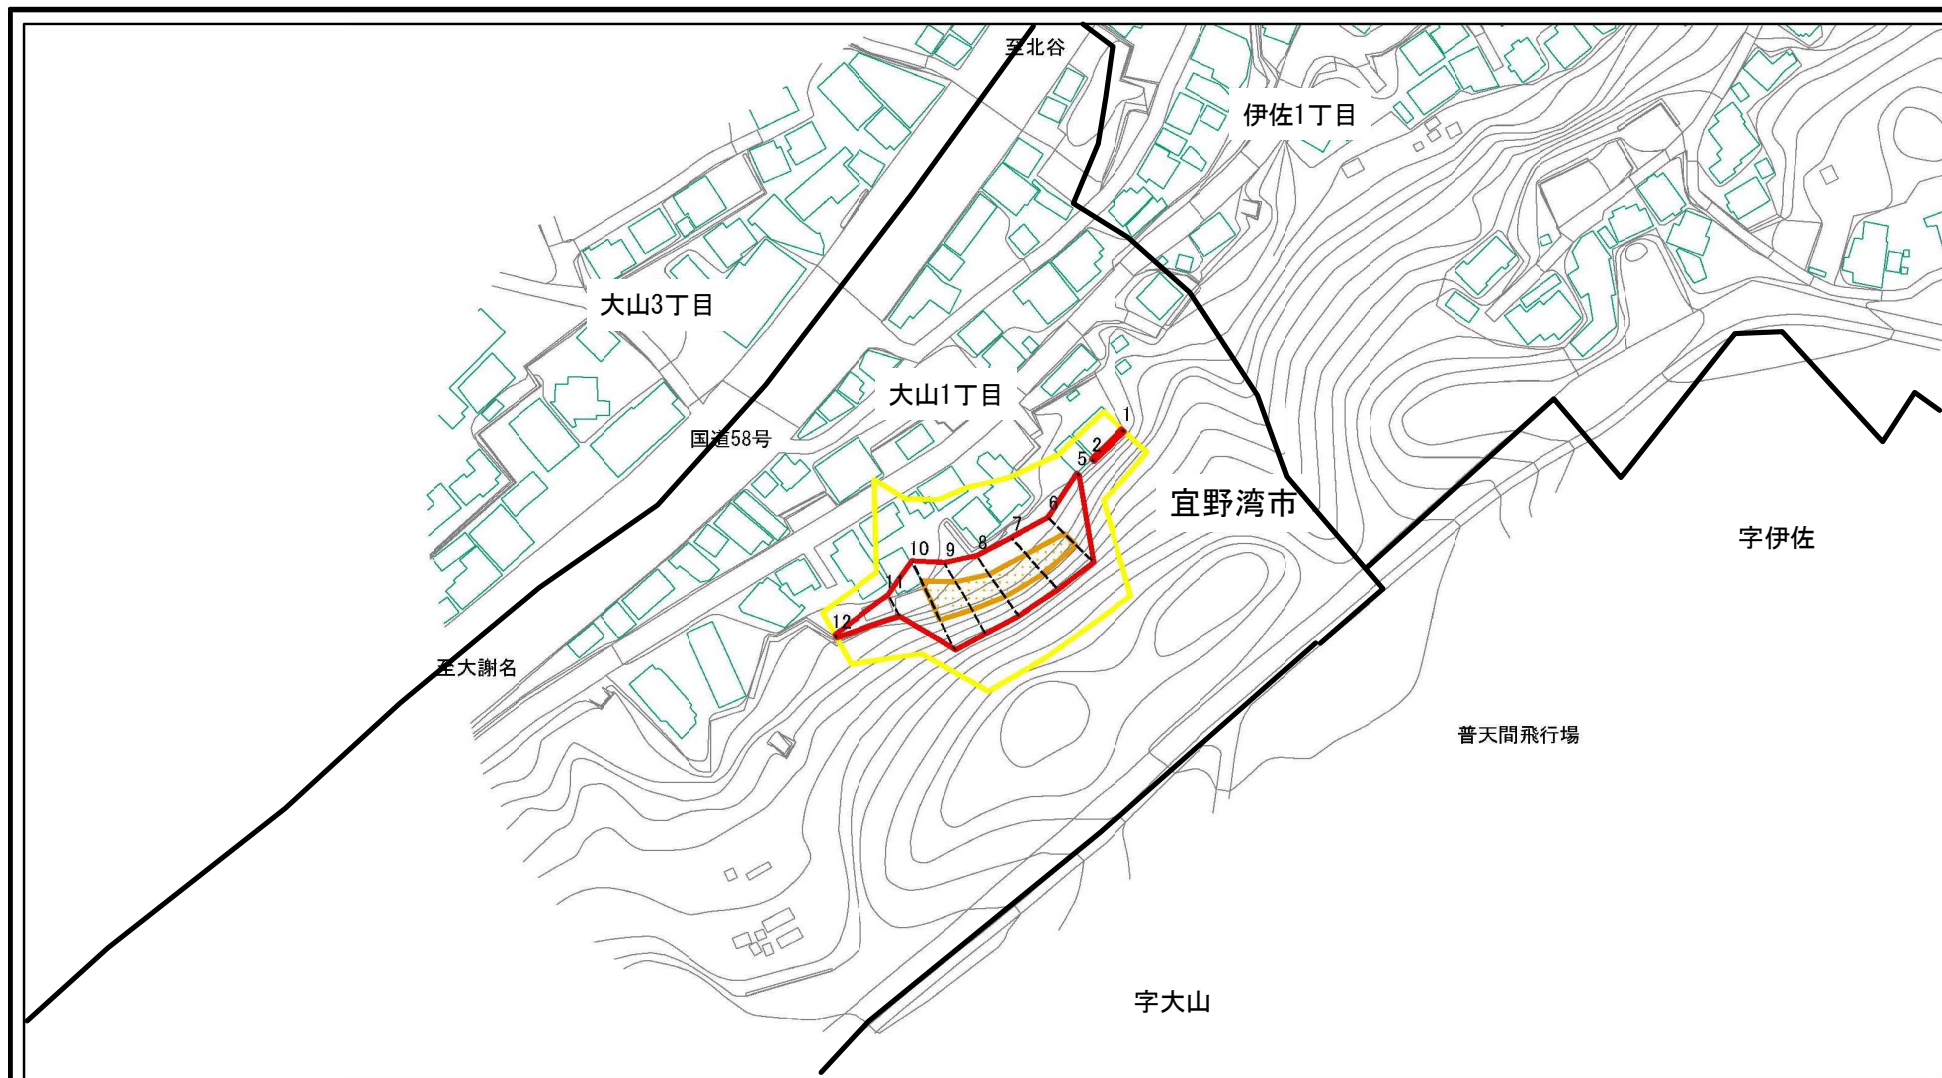 至北谷
伊佐1丁目
大山3丁目
大山1丁目
国道58号
1
2
5
宜野湾市
6
7
字伊佐
10
9
8
11
12
至大謝名
普天間飛行場
字大山